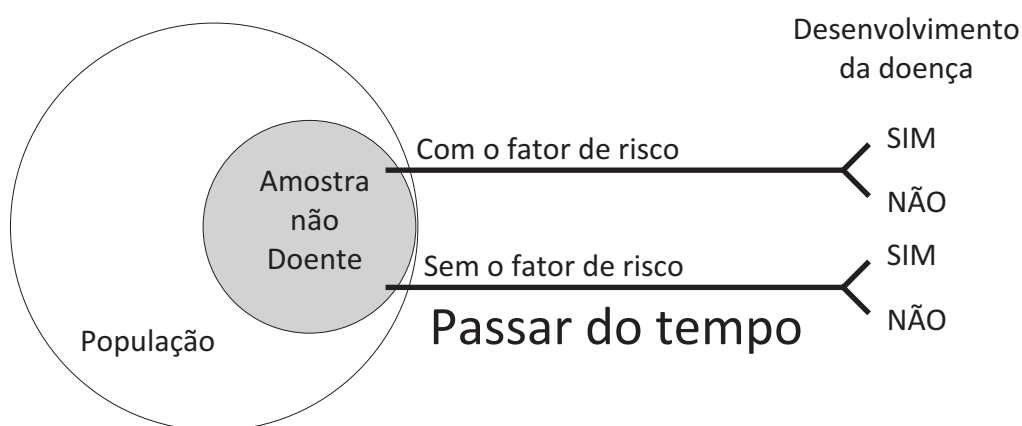 Desenvolvimento
da doença
Com o fator de risco
SIM
NÃO
Amostra
não
Doente
Sem o fator de risco
SIM
NÃO
Passar do tempo
População